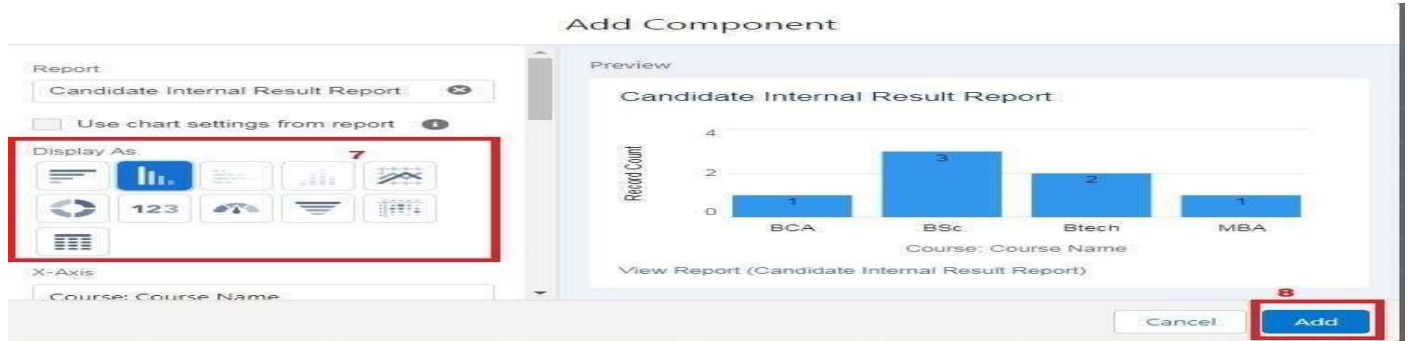 Add Component
Report
Candidate Internal Result Report
Use chart settings from report
Display As
7
123
X-Axis
Course: Course Name
Preview
Candidate Internal Result Report
Record Count
4
2
0
1
3
2
1
BCA
BSc
Btech
MBA
Course: Course Name
View Report (Candidate Internal Result Report)
8
Cancel
Add